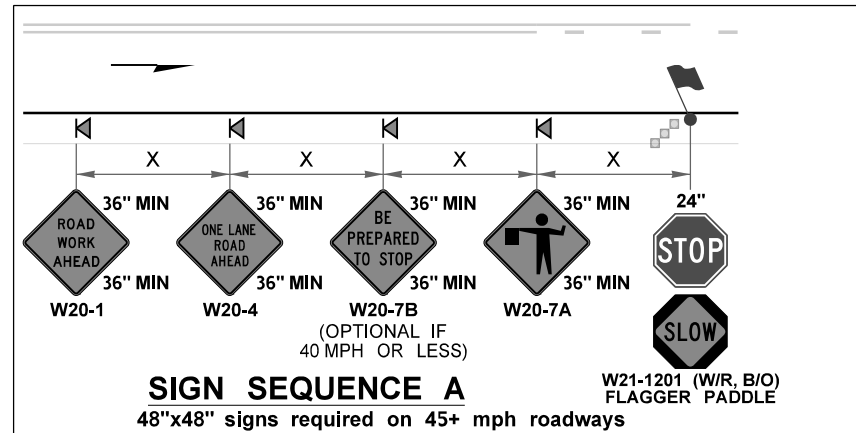 X X X X
36" MIN 36" MIN 36" MIN 36" MIN 24"
ROAD
WORK
AHEAD
ONE LANE
ROAD
AHEAD
BE
PREPARED
TO STOP
STOP
36" MIN 36" MIN 36" MIN 36" MIN
W20-1 W20-4 W20-7B W20-7A
(OPTIONAL IF
40 MPH OR LESS)
SLOW
W21-1201 (W/R, B/O)
FLAGGER PADDLE
SIGN SEQUENCE A
48"x48" signs required on 45+ mph roadways